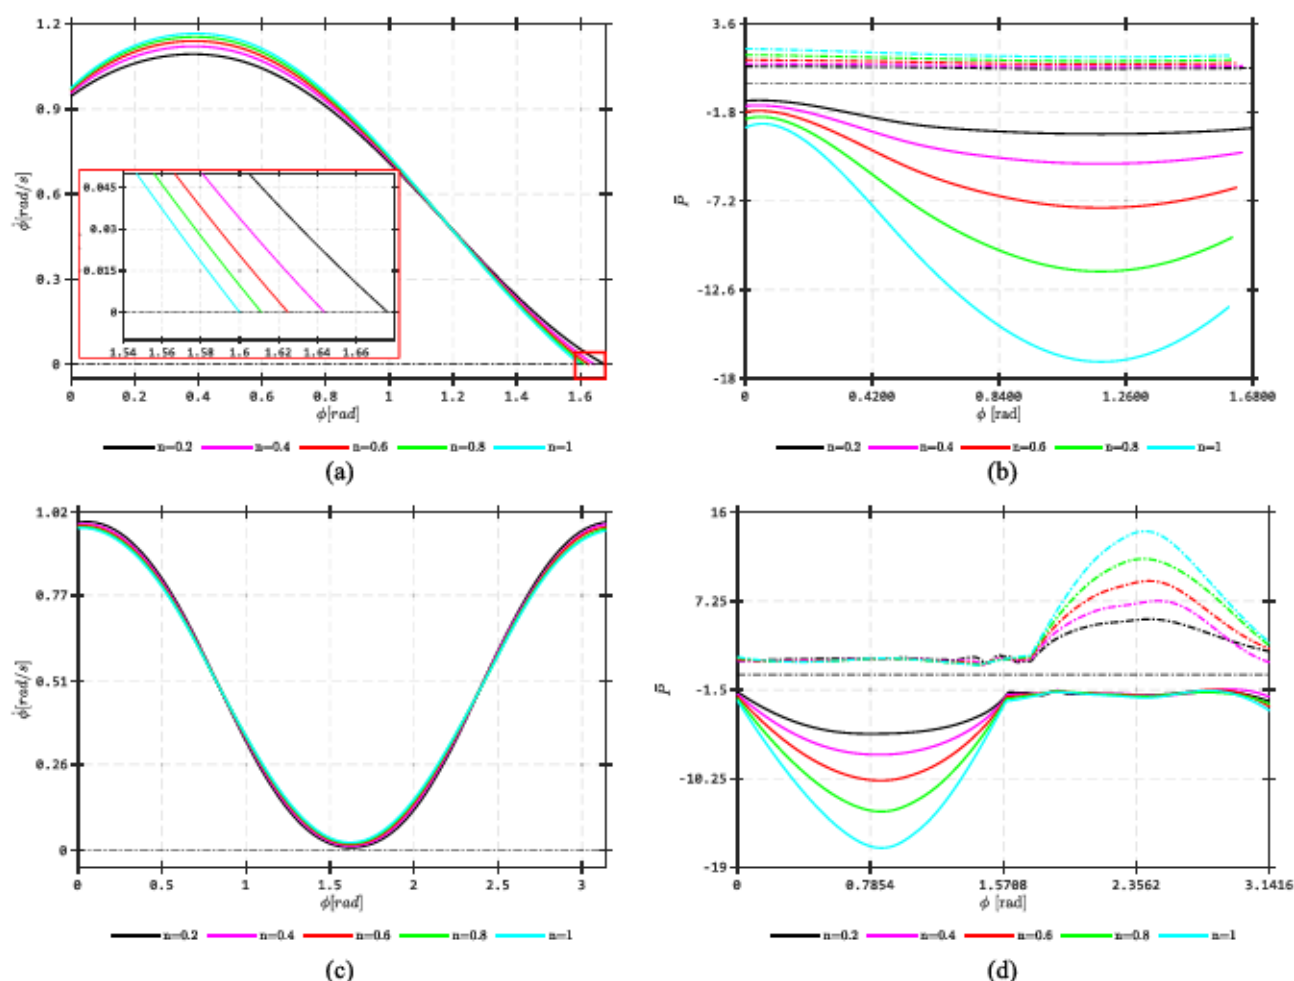 1.2
0.9
0.6
0.3
0
ϕ̇[rad/s]
0.045
0.03
0.015
0
1.54 1.56 1.58 1.6 1.62 1.64 1.66
0 0.2 0.4 0.6 0.8 1 1.2 1.4 1.6
ϕ[rad]
n=0.2 n=0.4 n=0.6 n=0.8 n=1
(a)
3.6
-1.8
-7.2
-12.6
-18
P̄
0 0.4200 0.8400 1.2600 1.6800
ϕ [rad]
n=0.2 n=0.4 n=0.6 n=0.8 n=1
(b)
1.02
0.77
0.51
0.26
0
ϕ̇[rad/s]
0 0.5 1 1.5 2 2.5 3
ϕ[rad]
n=0.2 n=0.4 n=0.6 n=0.8 n=1
(c)
16
7.25
-1.5
-10.25
-19
P̄
0 0.7854 1.5708 2.3562 3.1416
ϕ [rad]
n=0.2 n=0.4 n=0.6 n=0.8 n=1
(d)